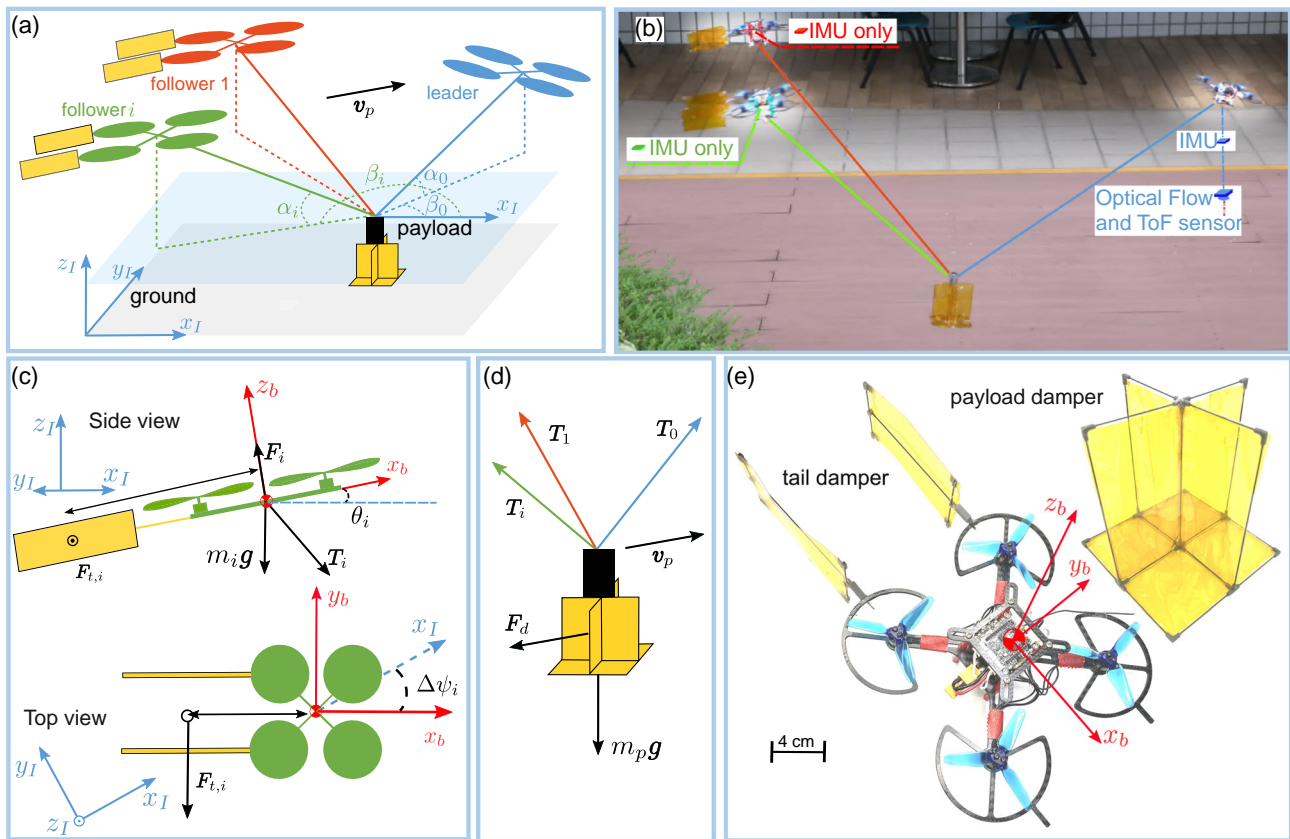 (a)
follower 1
leader
v_p
follower i
β_i
α_0
α_i
β_0
x_I
payload
z_I
y_I
ground
x_I
(b)
IMU only
IMU only
IMU
Optical Flow
and ToF sensor
(c)
z_b
Side view
z_I
F_i
x_b
y_I
x_I
θ_i
m_i g
T_i
F_{t,i}
y_b
x_I
Δψ_i
Top view
x_b
y_I
F_{t,i}
x_I
z_I
(d)
T_1
T_0
T_i
v_p
F_d
m_p g
(e)
payload damper
tail damper
z_b
y_b
x_b
4 cm